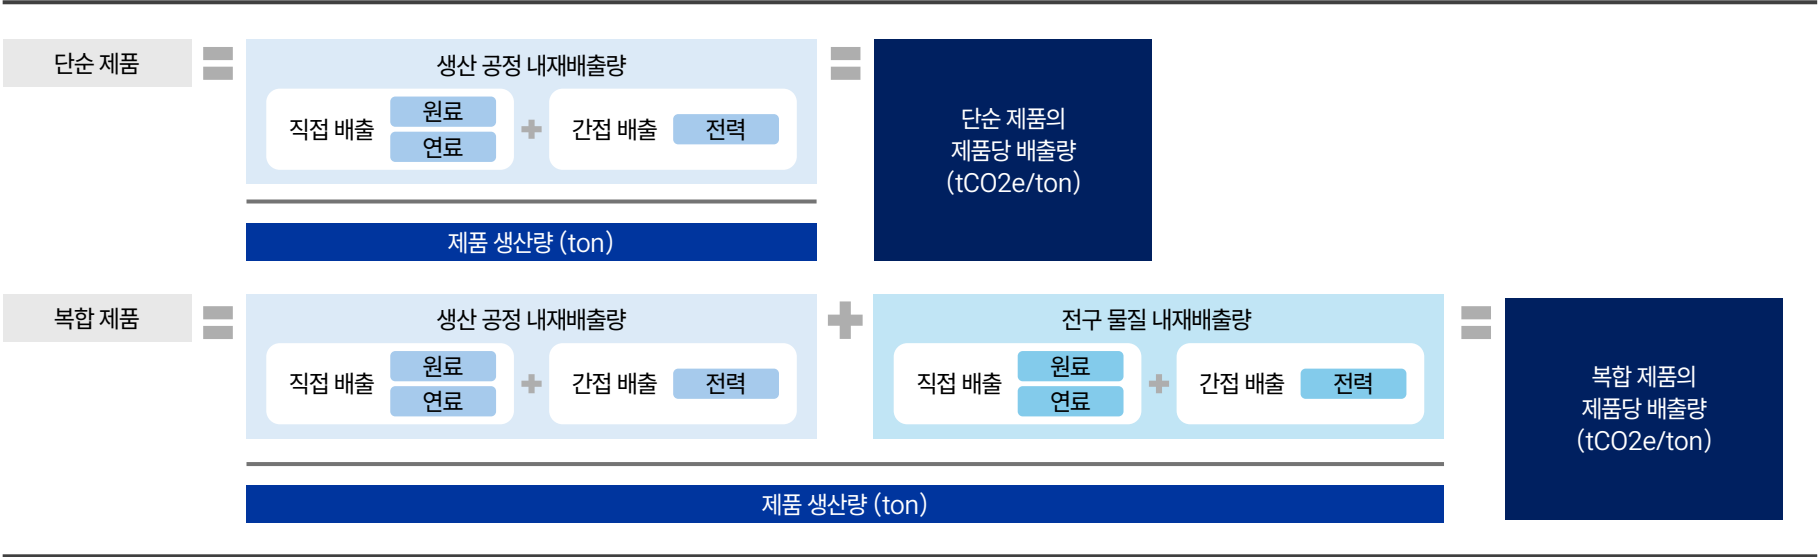 단순 제품
생산 공정 내재배출량
직접 배출
원료
연료
간접 배출
전력
제품 생산량 (ton)
단순 제품의
제품당 배출량
(tCO2e/ton)
복합 제품
생산 공정 내재배출량
직접 배출
원료
연료
간접 배출
전력
전구 물질 내재배출량
직접 배출
원료
연료
간접 배출
전력
제품 생산량 (ton)
복합 제품의
제품당 배출량
(tCO2e/ton)